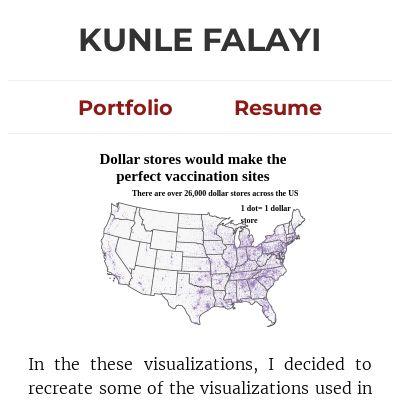 KUNLE FALAYI
Portfolio Resume
Dollar stores would make the
perfect vaccination sites
There are over 26,000 dollar stores across the US
1 dot= 1 dollar
store
In the these visualizations, I decided to
recreate some of the visualizations used in